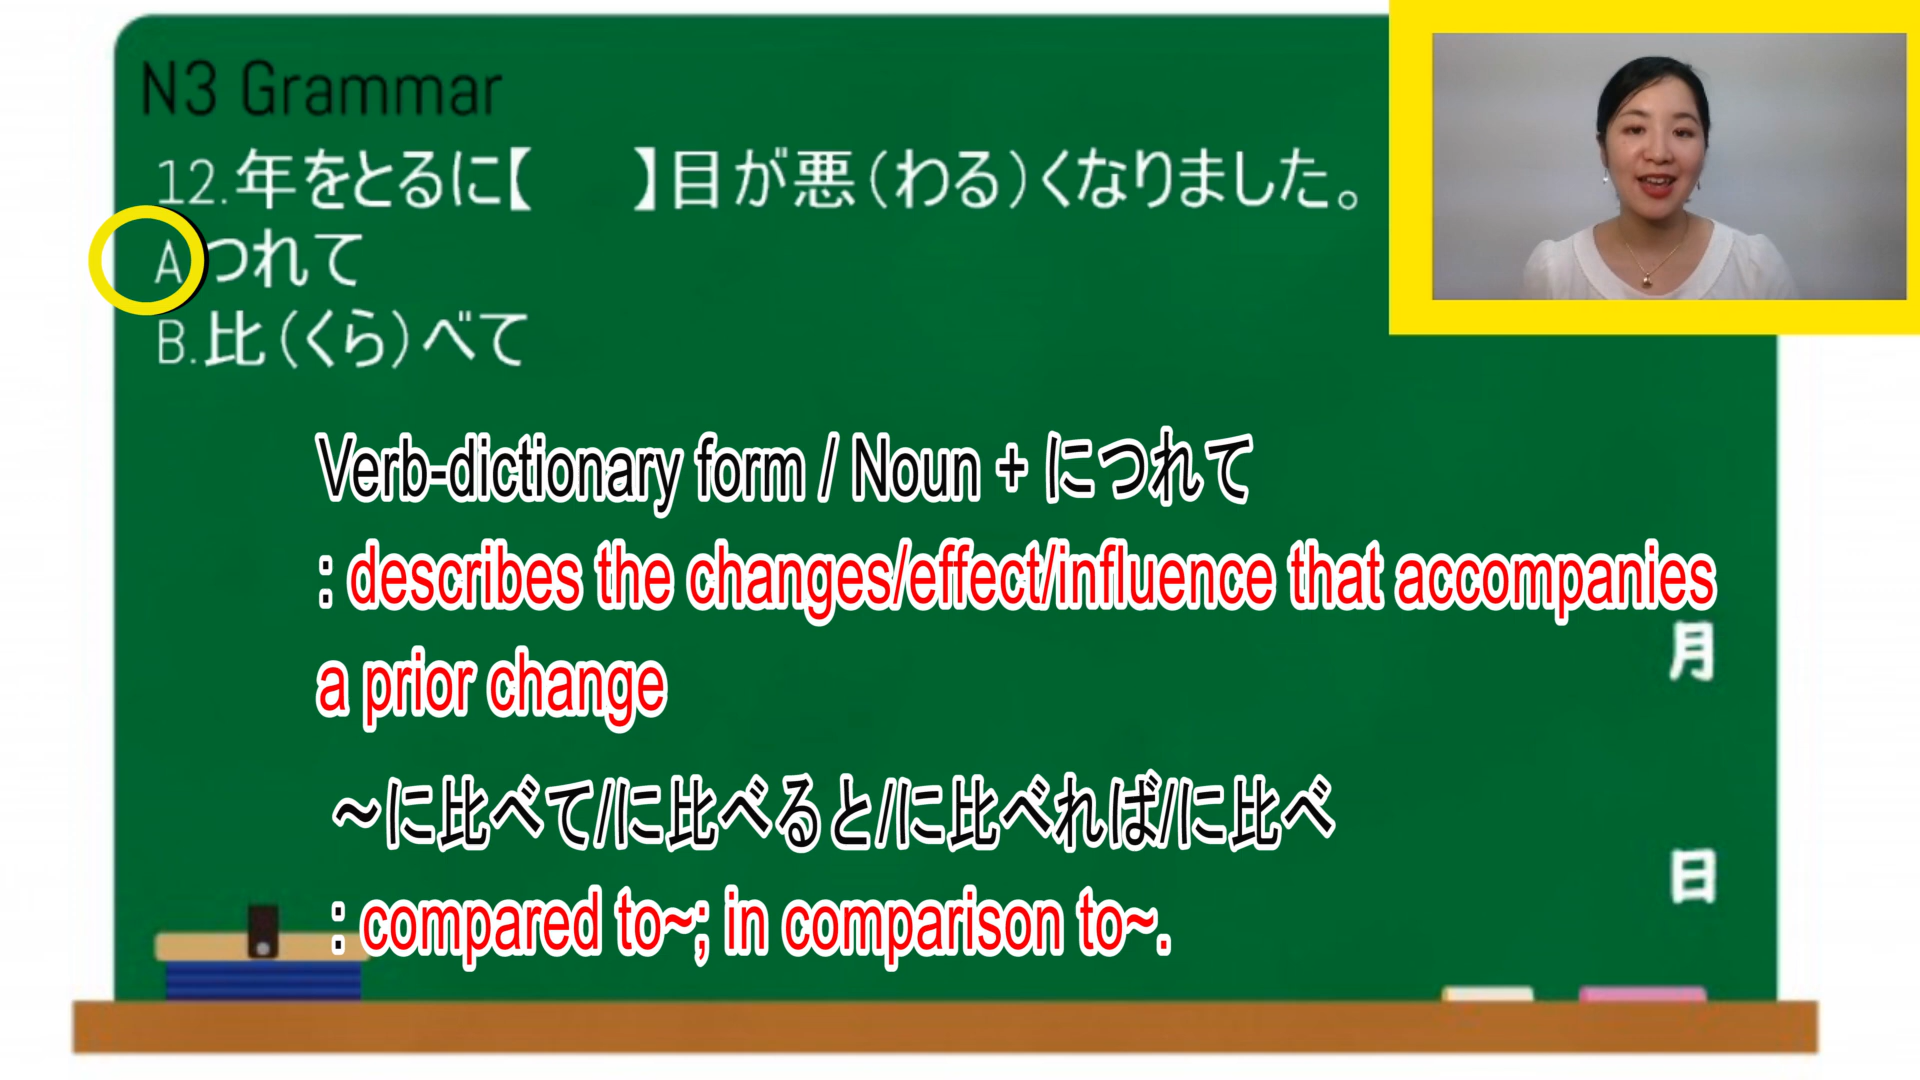 N3 Grammar
12.年をとるに【　　】目が悪（わる）くなりました。
A.つれて
B.比（くら）べて
Verb-dictionary form / Noun + につれて
: describes the changes/effect/influence that accompanies
a prior change
～に比べて/に比べると/に比べれば/に比べ
: compared to~; in comparison to~.
月
日